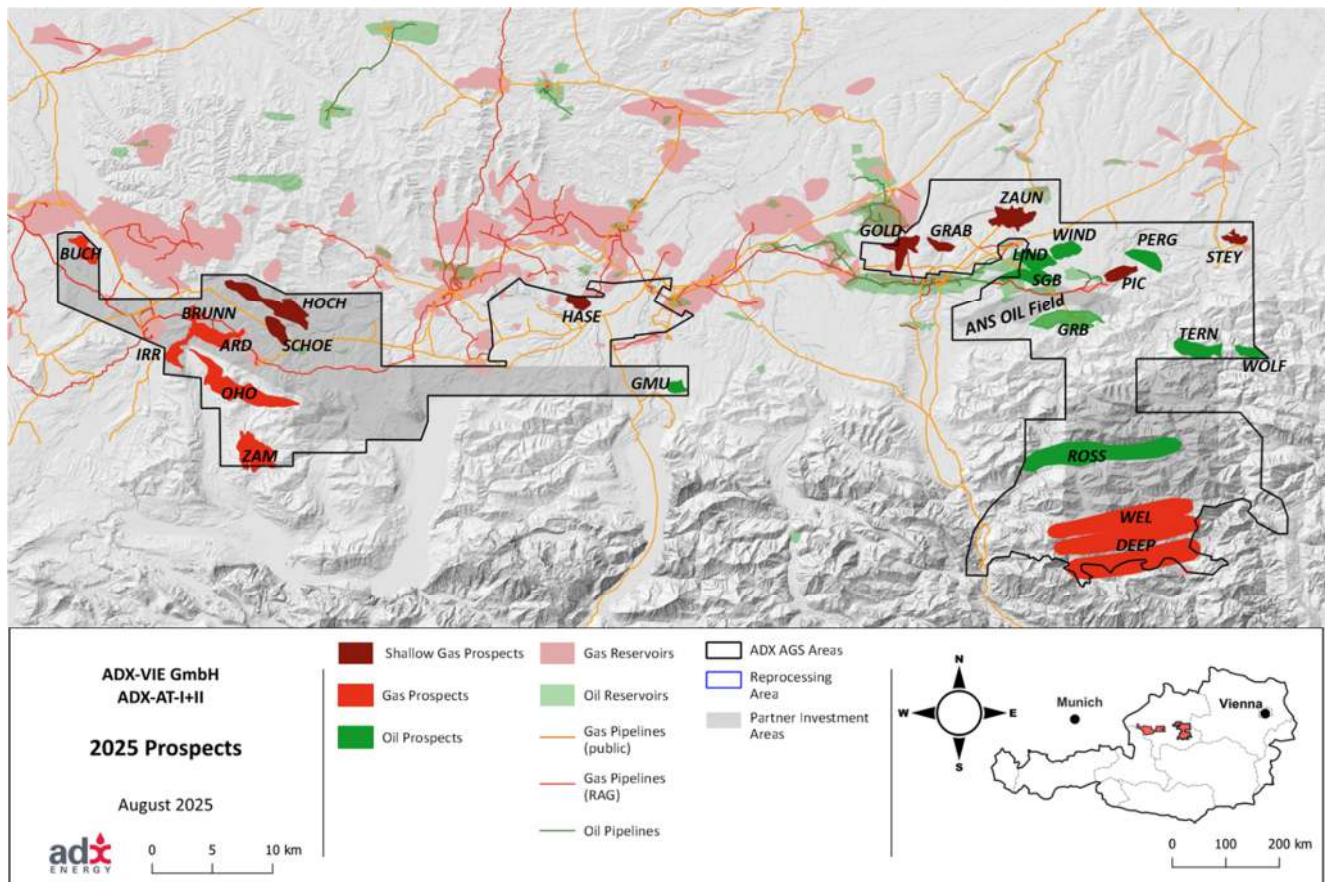 ZAUN
GOLD
GRAB
WIND
LIND
PERG
STEY
SGB
PIC
ANS OIL Field
GRB
TERN
WOLF
BUCH
HOCH
BRUNN
HASE
IRR
ARD
SCHOE
GMU
OHO
ZAM
ROSS
WEL
DEEP
ADX-VIE GmbH
ADX-AT-I+II
2025 Prospects
August 2025
adx
ENERGY
0 5 10 km
Shallow Gas Prospects
Gas Prospects
Oil Prospects
Gas Reservoirs
Oil Reservoirs
Gas Pipelines
(public)
Gas Pipelines
(RAG)
Oil Pipelines
ADX AGS Areas
Reprocessing
Area
Partner Investment
Areas
N
W
E
S
Munich
Vienna
0 100 200 km